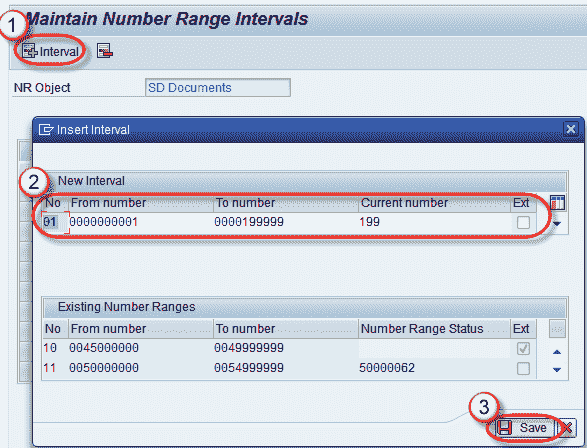 Maintain Number Range Intervals
1
Interval
NR Object SD Documents
Insert Interval
2
New Interval
No From number To number Current number Ext
01 0000000001 0000199999 199
Existing Number Ranges
No From number To number Number Range Status Ext
10 0045000000 0049999999
11 0050000000 0054999999 50000062
3
Save